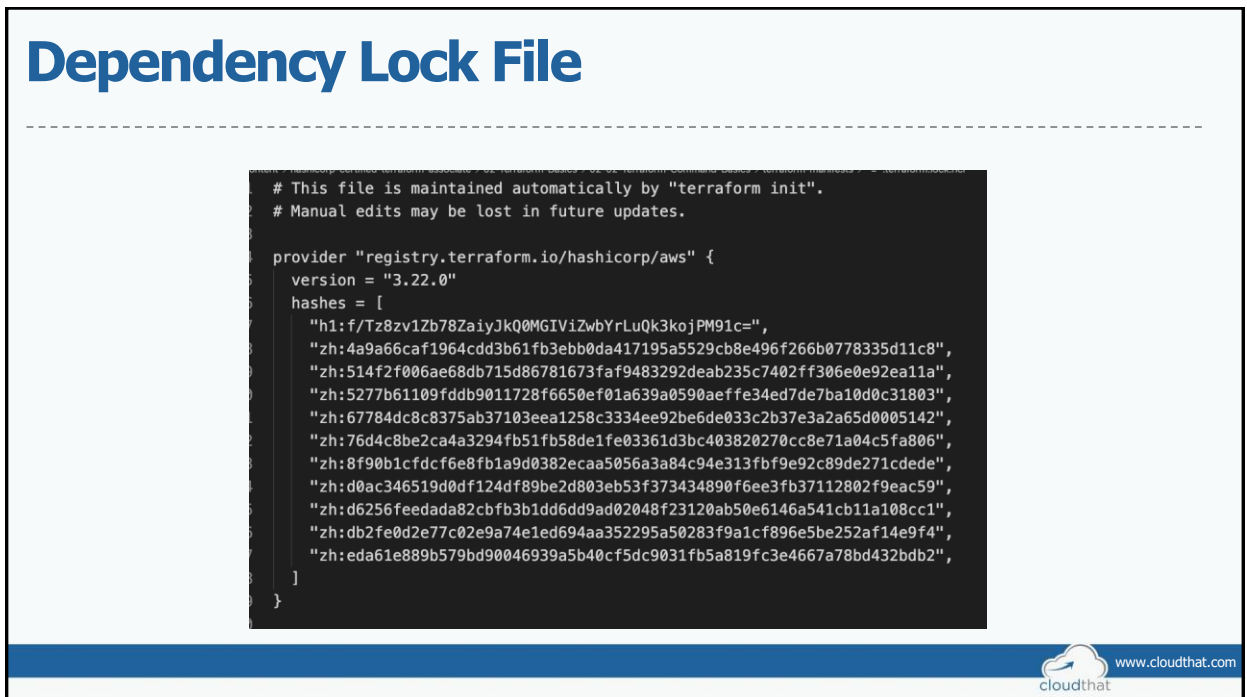 Dependency Lock File
# This file is maintained automatically by "terraform init".
# Manual edits may be lost in future updates.
provider "registry.terraform.io/hashicorp/aws" {
version = "3.22.0"
hashes = [
"h1:f/Tz8zv1Zb78ZaiyJkQ0MGIViZwbYrLuQk3kojPM91c=",
"zh:4a9a66caf1964cdd3b61fb3ebb0da417195a5529cb8e496f266b0778335d11c8",
"zh:514f2f006ae68db715d86781673faf9483292deab235c7402ff306e0e92ea11a",
"zh:5277b61109fddb9011728f6650ef01a639a0590aeffe34ed7de7ba10d0c31803",
"zh:67784dc8c8375ab37103eea1258c3334ee92be6de033c2b37e3a2a65d0005142",
"zh:76d4c8be2ca4a3294fb51fb58de1fe03361d3bc403820270cc8e71a04c5fa806",
"zh:8f90b1cfdcf6e8fb1a9d0382ecaa5056a3a84c94e313fbf9e92c89de271cdede",
"zh:d0ac346519d0df124df89be2d803eb53f373434890f6ee3fb37112802f9eac59",
"zh:d6256feedada82cbfb3b1dd6dd9ad02048f23120ab50e6146a541cb11a108cc1",
"zh:db2fe0d2e77c02e9a74e1ed694aa352295a50283f9a1cf896e5be252af14e9f4",
"zh:eda61e889b579bd90046939a5b40cf5dc9031fb5a819fc3e4667a78bd432bdb2",
]
}
www.cloudthat.com
cloudthat